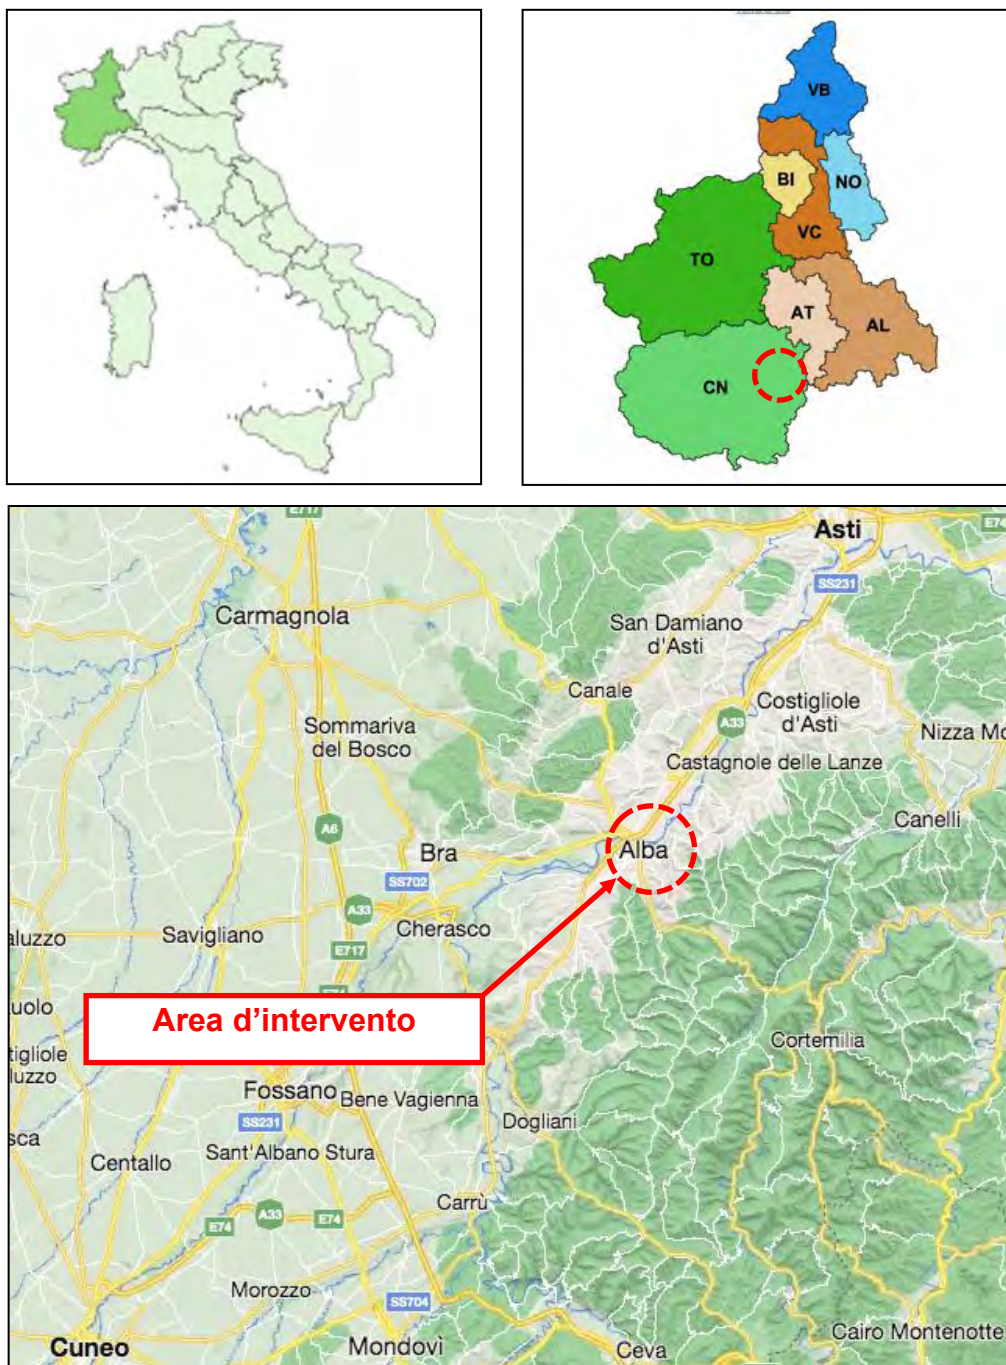 VB
BI
NO
VC
TO
AT
AL
CN
E717
Asti
E74
SS231
Carmagnola
San Damiano
d'Asti
Canale
Costigliole
d'Asti
Sommariva
del Bosco
A33
Nizza Mo
Castagnole delle Lanze
A6
Canelli
Bra
Alba
SS702
A33
Cherasco
aluzzo
Savigliano
E717
E74
uolo
Area d’intervento
tigliole
luzzo
Cortemilia
Fossano
Bene Vagienna
SS231
Dogliani
sca
Centallo
Sant'Albano Stura
Carrù
E74
A33
E74
Morozzo
SS704
Cuneo
Mondovì
Ceva
Cairo Montenotte